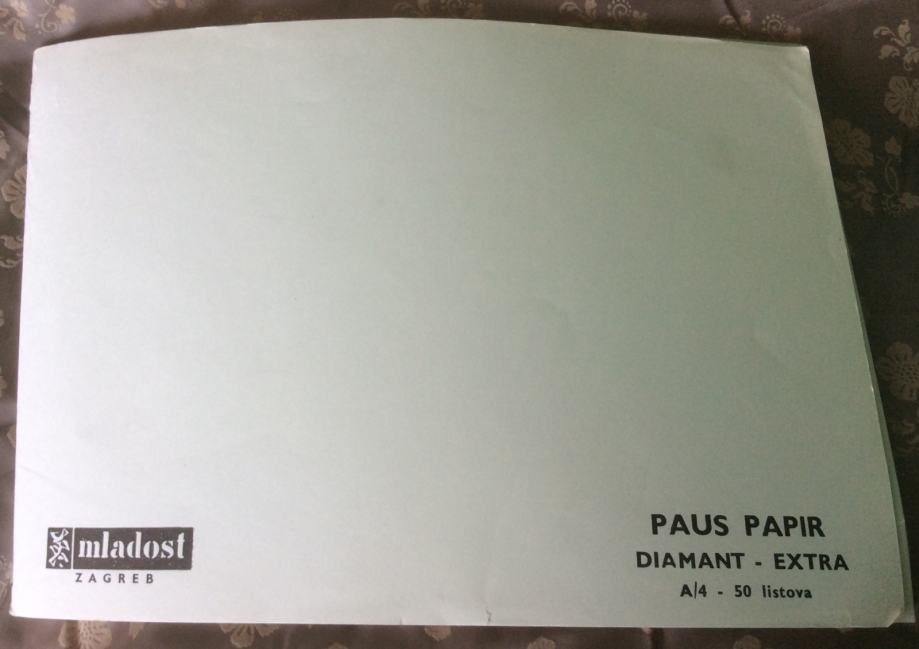 mladost
ZAGREB
PAUS PAPIR
DIAMANT - EXTRA
A/4 - 50 listova